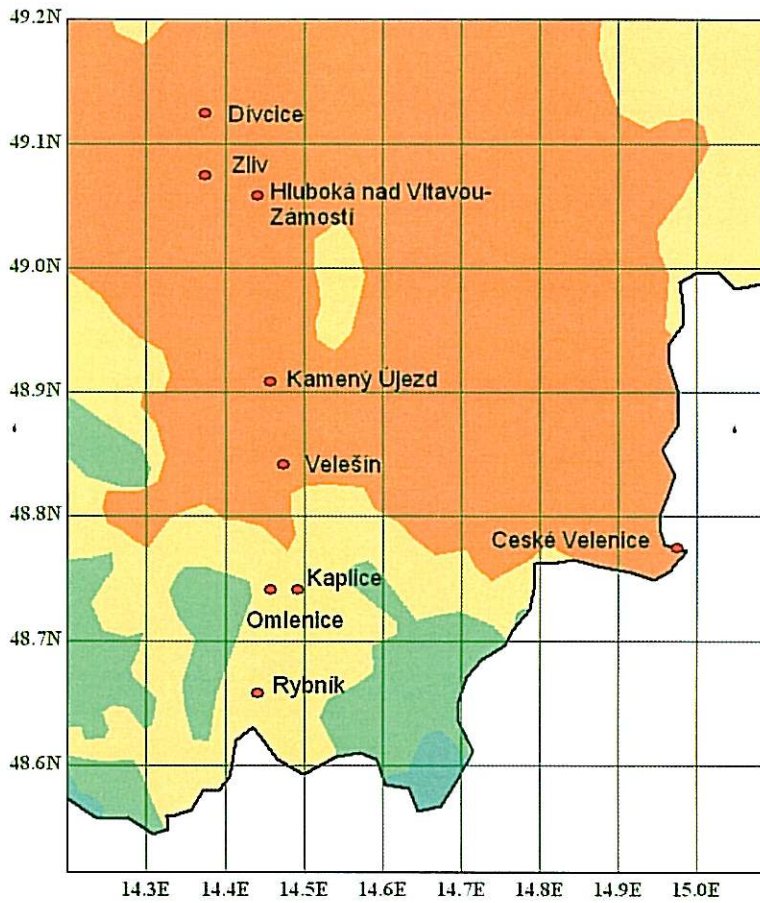 49.2N
Dívcice
49.1N
Zliv
Hluboká nad Vltavou-
Zámostí
49.0N
Kamený Újezd
48.9N
Velešín
48.8N
České Velenice
Kaplice
Omlenice
48.7N
Rybník
48.6N
14.3E 14.4E 14.5E 14.6E 14.7E 14.8E 14.9E 15.0E